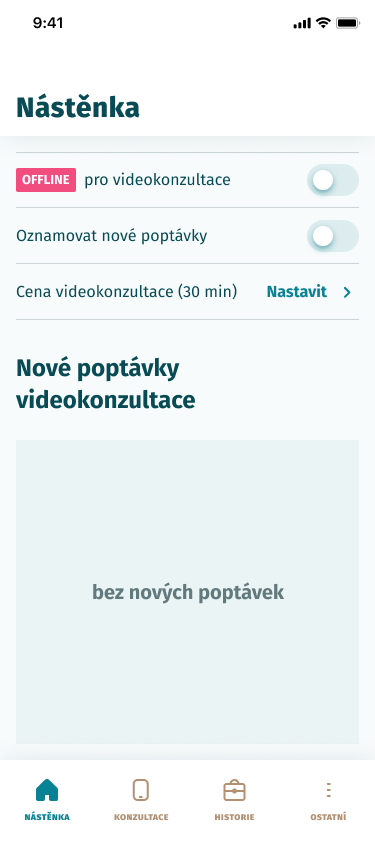 9:41
Nástěnka
OFFLINE pro videokonzultace
Oznamovat nové poptávky
Cena videokonzultace (30 min) Nastavit
Nové poptávky
videokonzultace
bez nových poptávek
NÁSTĚNKA KONZULTACE HISTORIE OSTATNÍ